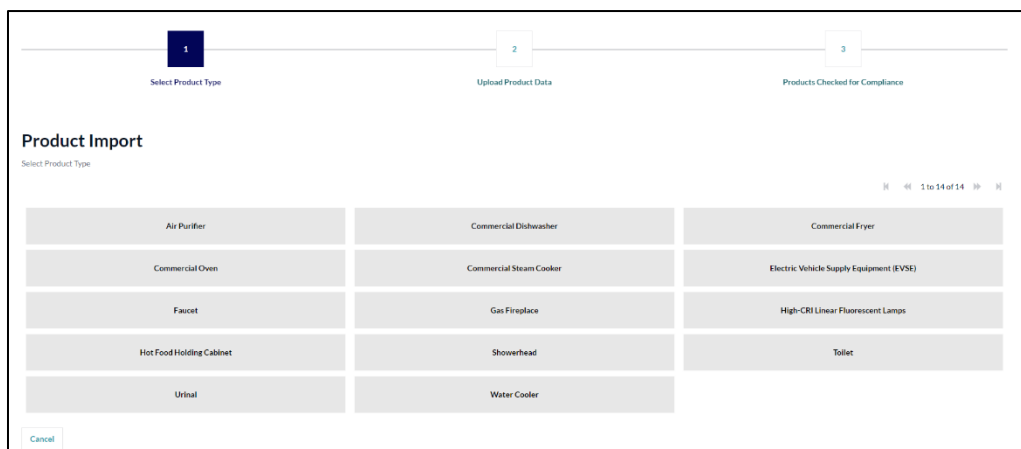 1
2
3
Select Product Type
Upload Product Data
Products Checked for Compliance
Product Import
Select Product Type
1 to 14 of 14
Air Purifier
Commercial Dishwasher
Commercial Fryer
Commercial Oven
Commercial Steam Cooker
Electric Vehicle Supply Equipment (EVSE)
Faucet
Gas Fireplace
High-CRI Linear Fluorescent Lamps
Hot Food Holding Cabinet
Showerhead
Toilet
Urinal
Water Cooler
Cancel